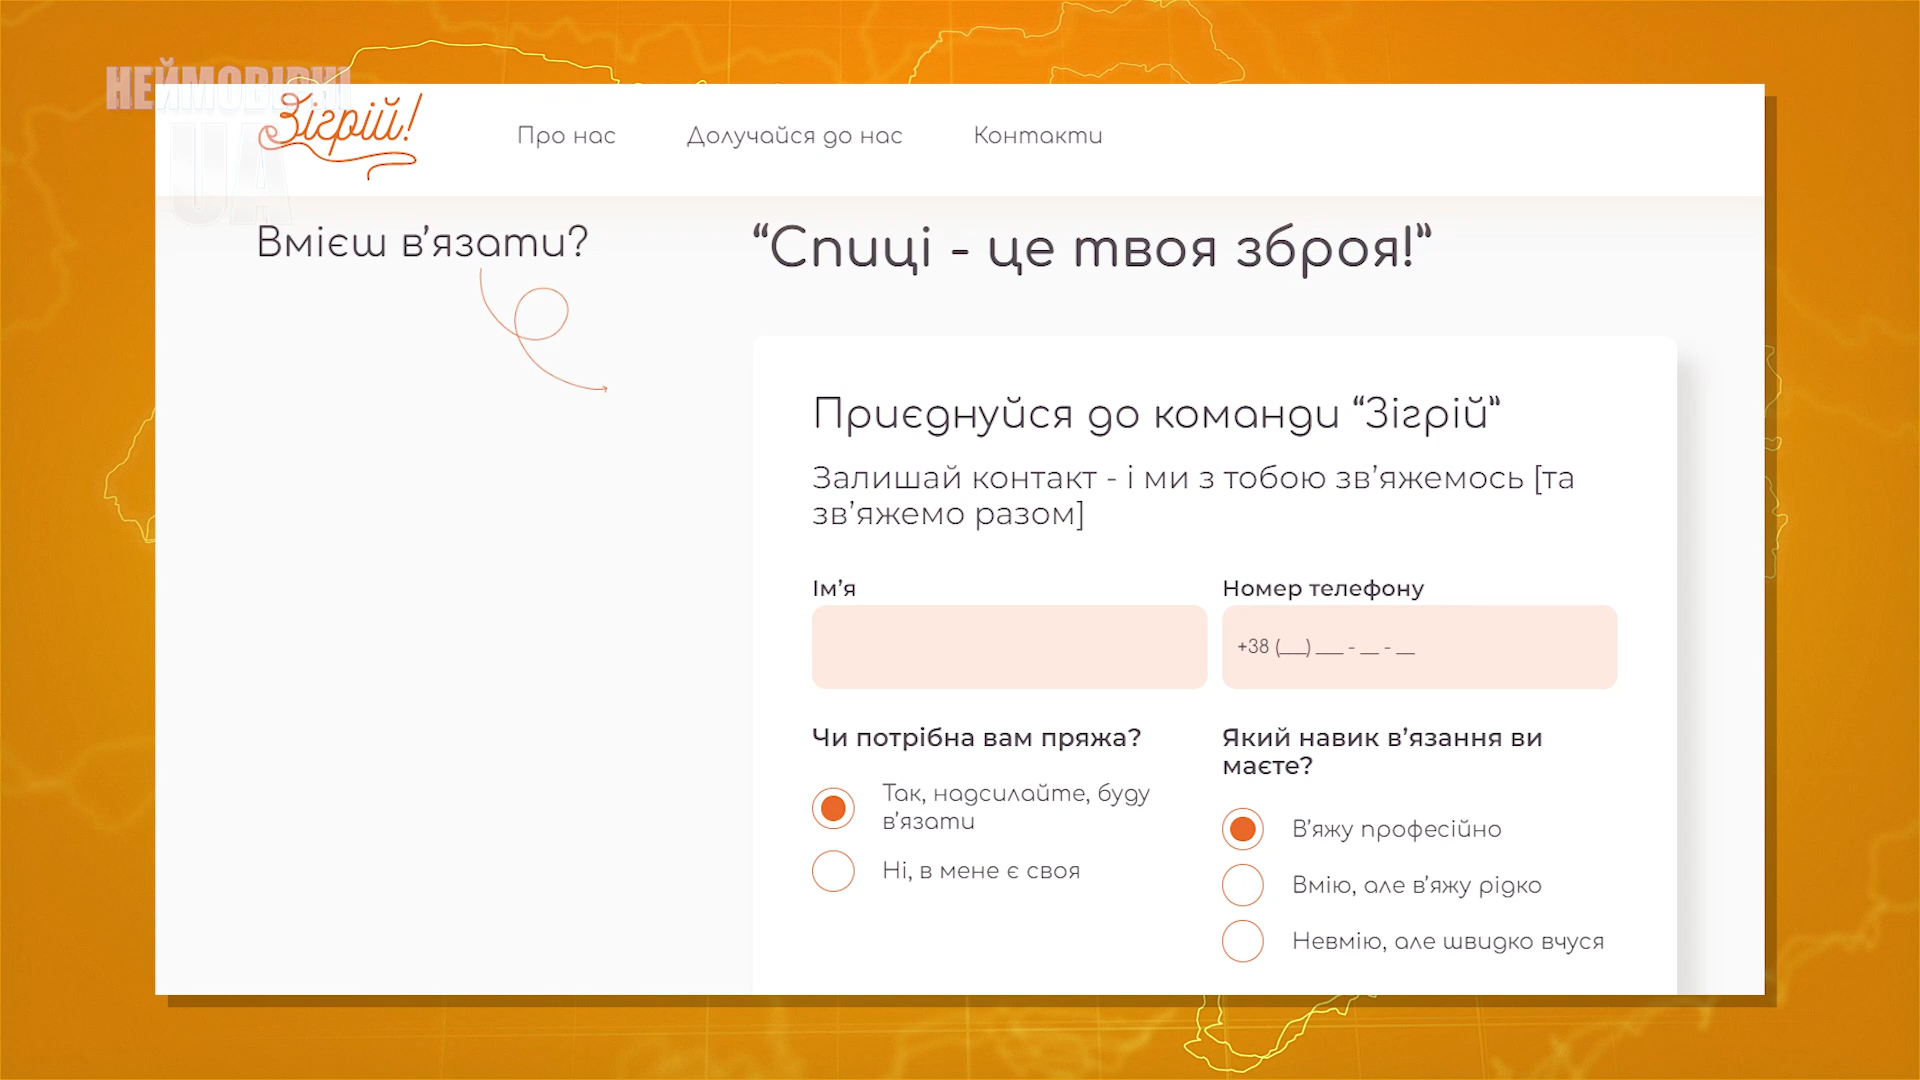 НЕЙМОВІРНІ
UA
Зігрій!
Про нас
Долучайся до нас
Контакти
Вмієш в’язати?
“Спиці - це твоя зброя!”
Приєднуйся до команди “Зігрій”
Залишай контакт - і ми з тобою зв’яжемось [та
зв’яжемо разом]
Ім’я
Номер телефону
+38 (__) __ - __ - __
Чи потрібна вам пряжа?
Так, надсилайте, буду
в’язати
Ні, в мене є своя
Який навик в’язання ви
маєте?
В’яжу професійно
Вмію, але в’яжу рідко
Невмію, але швидко вчуся